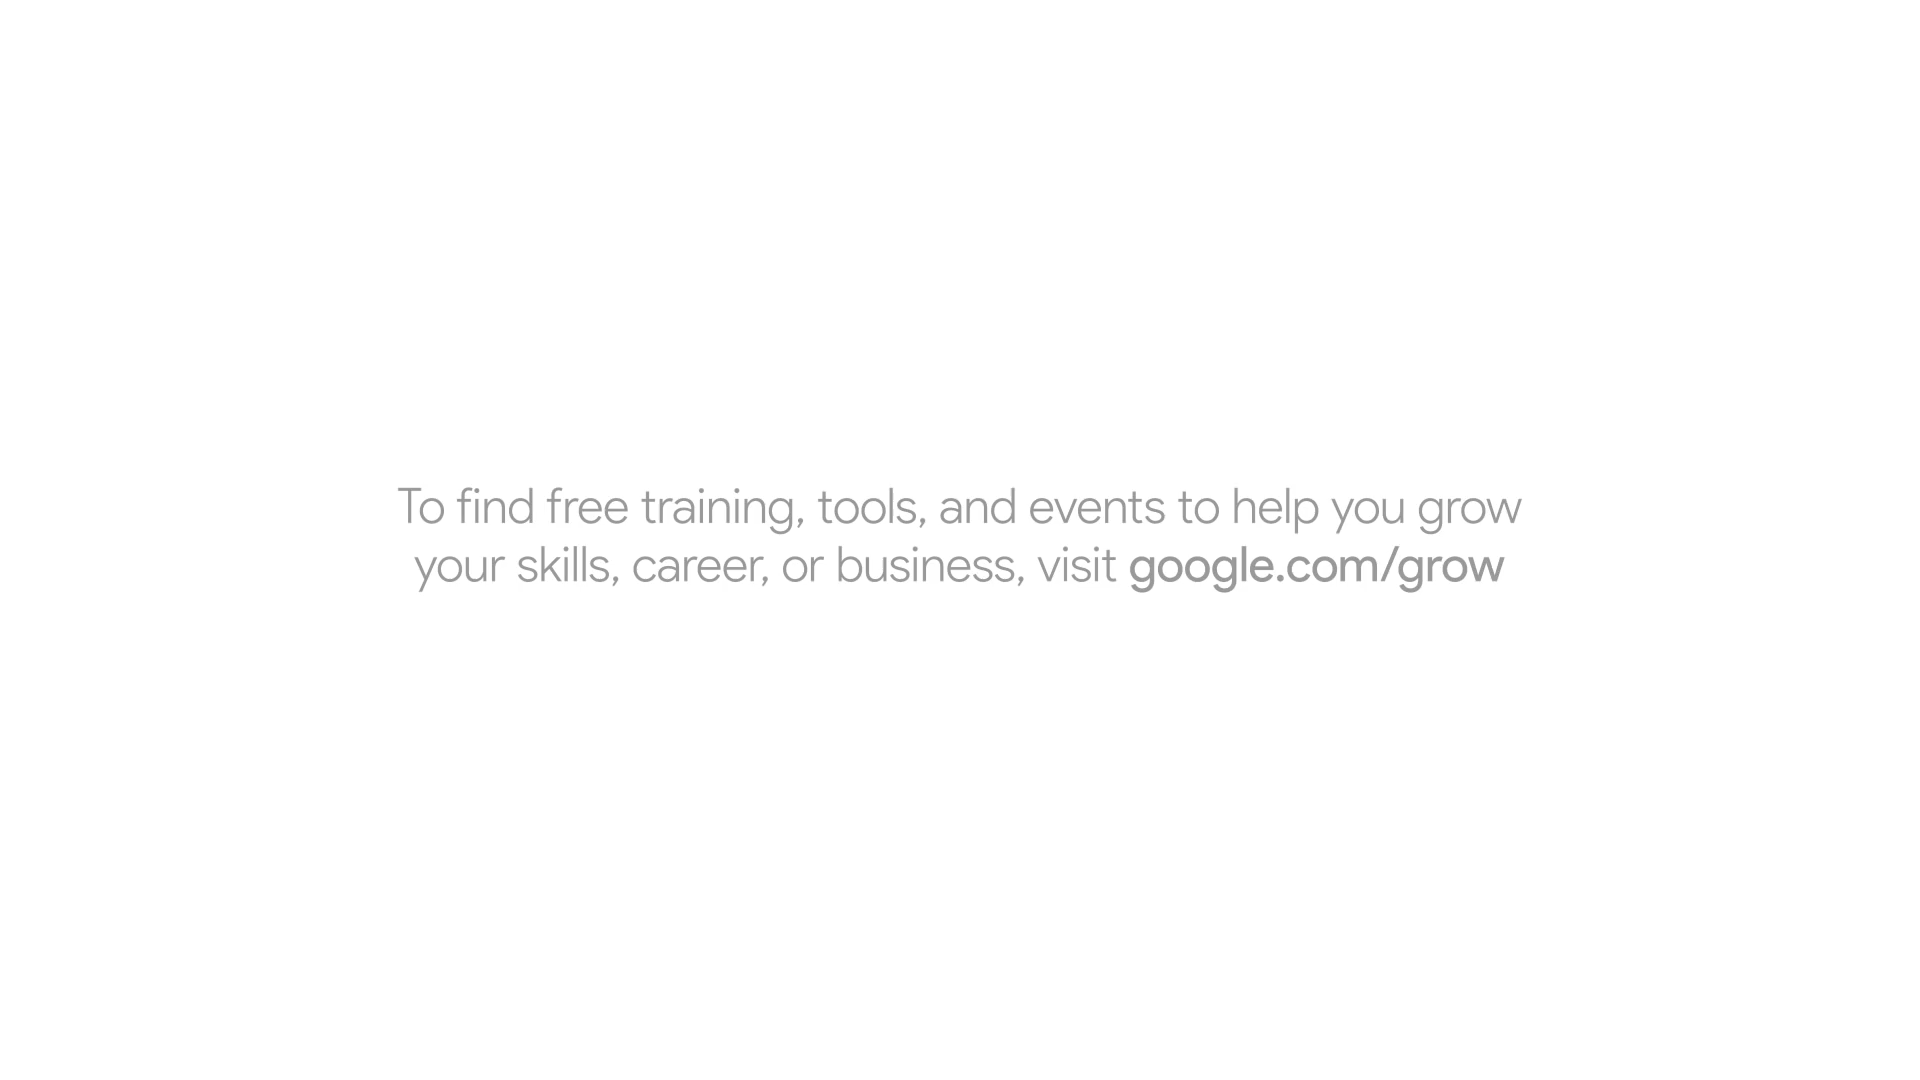 To find free training, tools, and events to help you grow
your skills, career, or business, visit google.com/grow